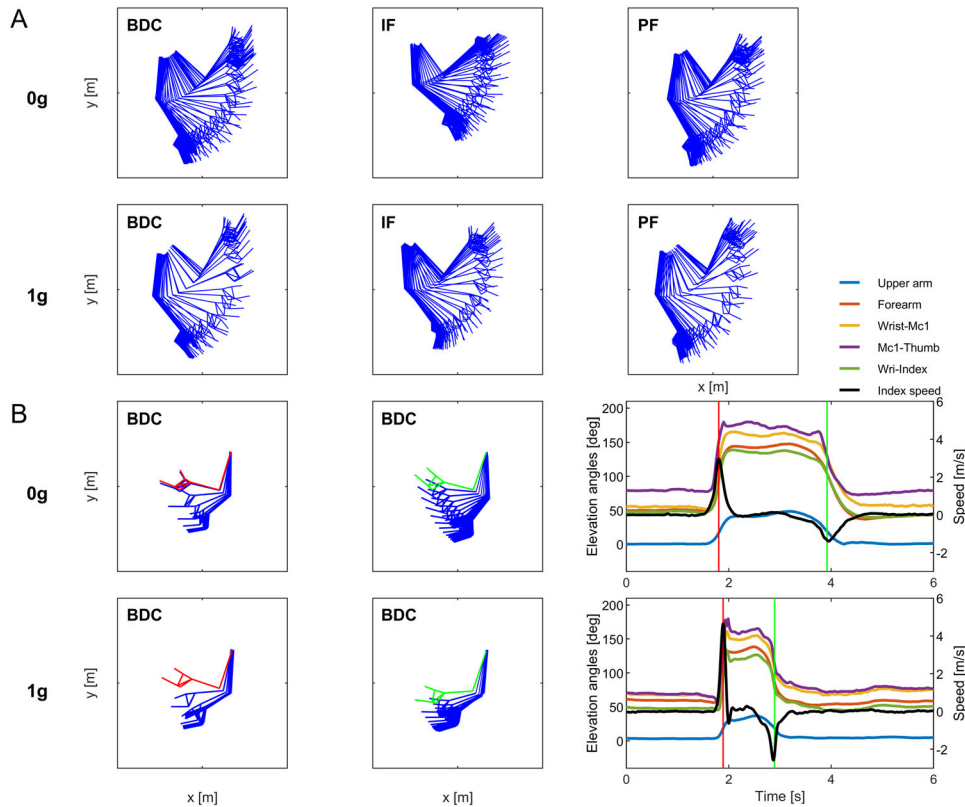 A
BDC
IF
PF
0g
y [m]
BDC
IF
PF
1g
y [m]
x [m]
Upper arm
Forearm
Wrist-Mc1
Mc1-Thumb
Wri-Index
Index speed
B
BDC
BDC
0g
y [m]
200
150
100
50
0
Elevation angles [deg]
6
4
2
0
-2
Speed [m/s]
0 2 4 6
BDC
BDC
1g
y [m]
200
150
100
50
0
Elevation angles [deg]
6
4
2
0
-2
Speed [m/s]
0 2 4 6
x [m]
Time [s]